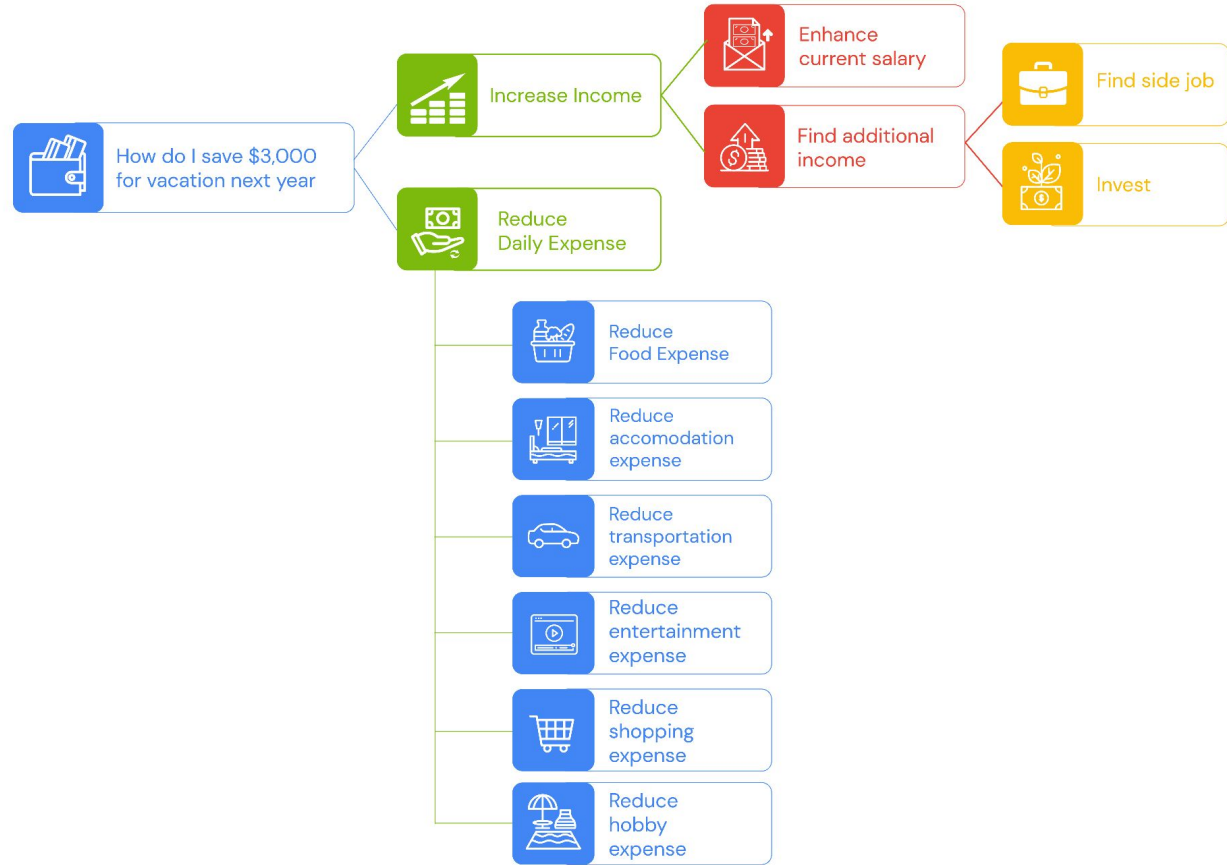 How do I save $3,000
for vacation next year
Increase Income
Reduce
Daily Expense
Enhance
current salary
Find additional
income
Find side job
Invest
Reduce
Food Expense
Reduce
accomodation
expense
Reduce
transportation
expense
Reduce
entertainment
expense
Reduce
shopping
expense
Reduce
hobby
expense